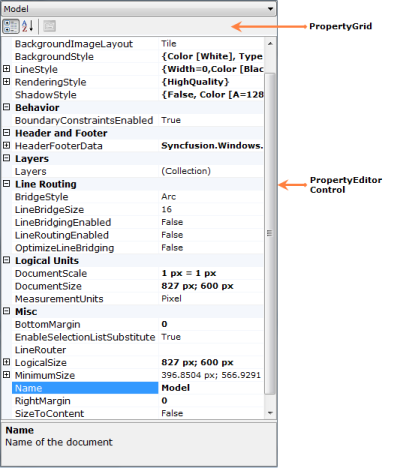 Model
PropertyGrid
BackgroundImageLayout Tile
BackgroundStyle {Color [White], Type
LineStyle {Width=0,Color [Blac
RenderingStyle {HighQuality}
ShadowStyle {False, Color [A=128
Behavior
BoundaryConstraintsEnabled True
Header and Footer
HeaderFooterData Syncfusion.Windows.
Layers
Layers (Collection)
PropertyEditor
Control
Line Routing
BridgeStyle Arc
LineBridgeSize 16
LineBridgingEnabled False
LineRoutingEnabled False
OptimizeLineBridging False
Logical Units
DocumentScale 1 px = 1 px
DocumentSize 827 px; 600 px
MeasurementUnits Pixel
Misc
BottomMargin 0
EnableSelectionListSubstitute True
LineRouter
LogicalSize 827 px; 600 px
MinimumSize 396.8504 px; 566.9291
Name Model
RightMargin 0
SizeToContent False
Name
Name of the document